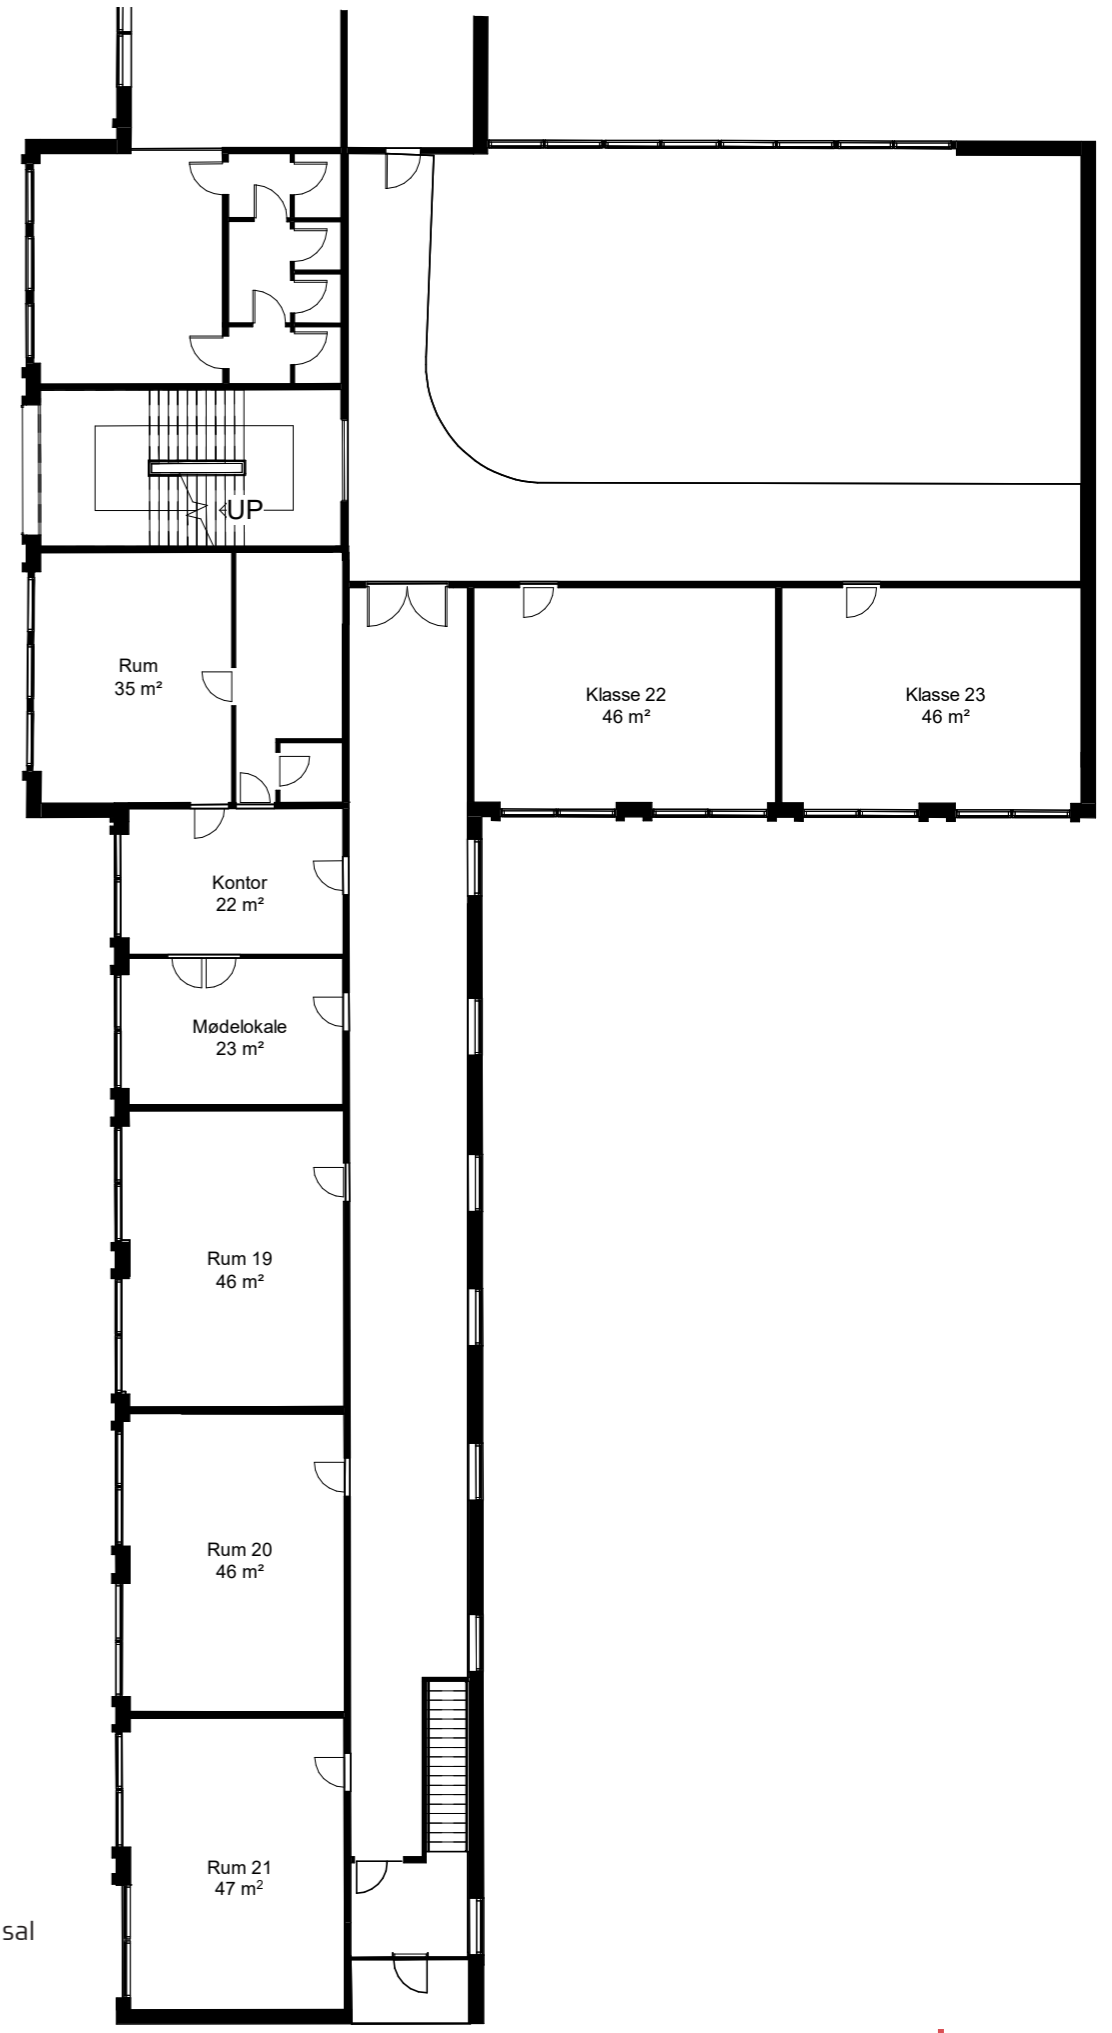 UP
Rum
35 m²
Klasse 22
46 m²
Klasse 23
46 m²
Kontor
22 m²
Mødelokale
23 m²
Rum 19
46 m²
Rum 20
46 m²
Rum 21
47 m²
sal